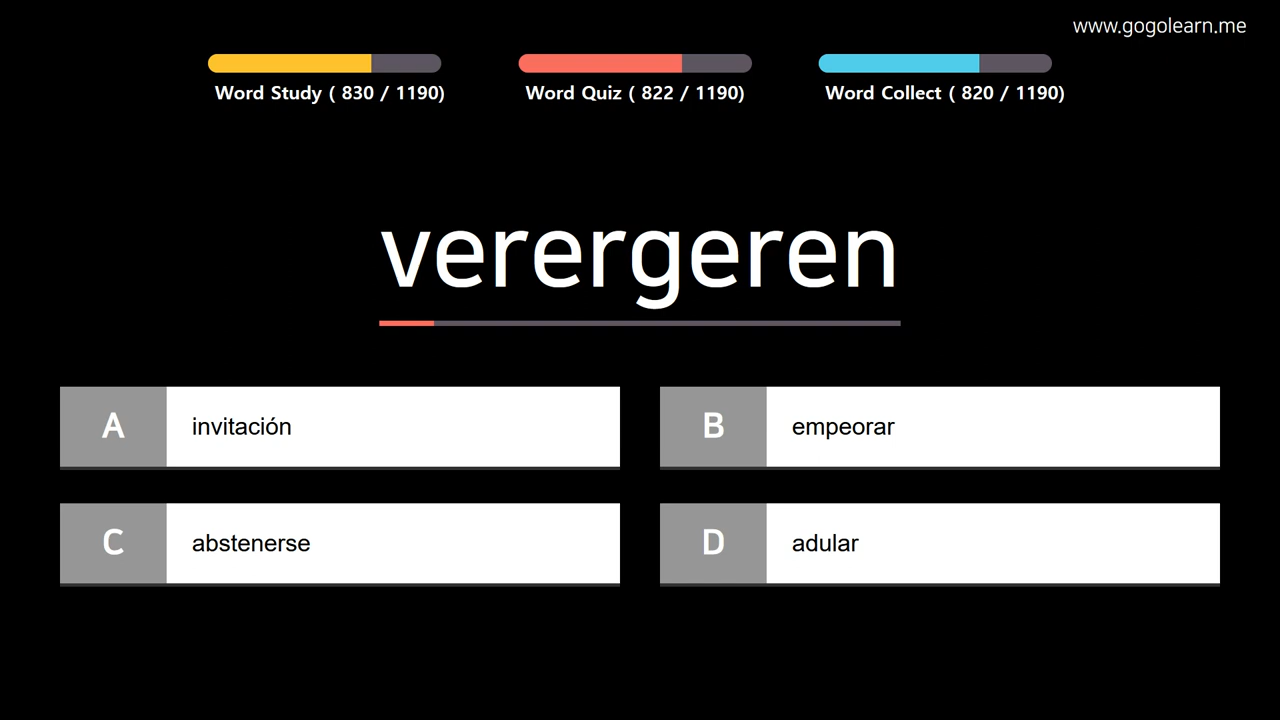 www.gogolearn.me
Word Study ( 830 / 1190)
Word Quiz ( 822 / 1190)
Word Collect ( 820 / 1190)
verergeren
A invitación
B empeorar
C abstenerse
D adular